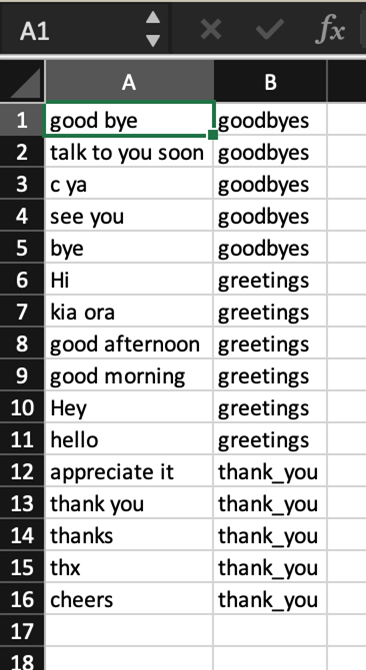 A1 fx
A B
1 good bye goodbyes
2 talk to you soon goodbyes
3 c ya goodbyes
4 see you goodbyes
5 bye goodbyes
6 Hi greetings
7 kia ora greetings
8 good afternoon greetings
9 good morning greetings
10 Hey greetings
11 hello greetings
12 appreciate it thank_you
13 thank you thank_you
14 thanks thank_you
15 thx thank_you
16 cheers thank_you
17
18